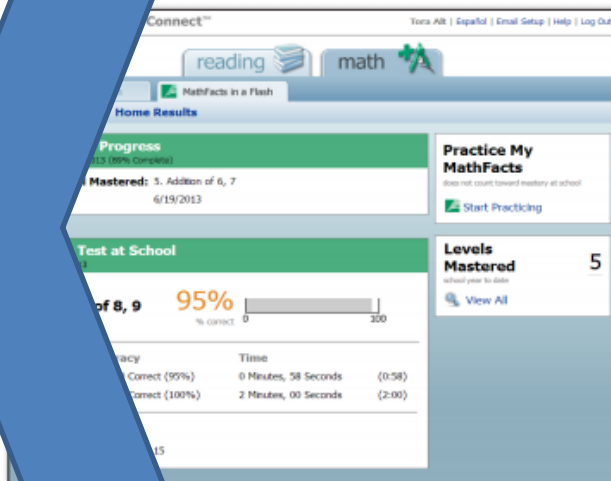 Connect™
Tora Alt | Español | Email Setup | Help | Log Out
reading math
MathFacts in a Flash
Home Results
Progress
(89% Complete)
Mastered: 5. Addition of 6, 7
6/19/2013
Practice My
MathFacts
does not count toward mastery at school
Start Practicing
Test at School
of 8, 9
95%
% correct
0
100
Levels
Mastered
5
school year to date
View All
Time
Correct (95%) 0 Minutes, 58 Seconds (0:58)
Correct (100%) 2 Minutes, 00 Seconds (2:00)
15